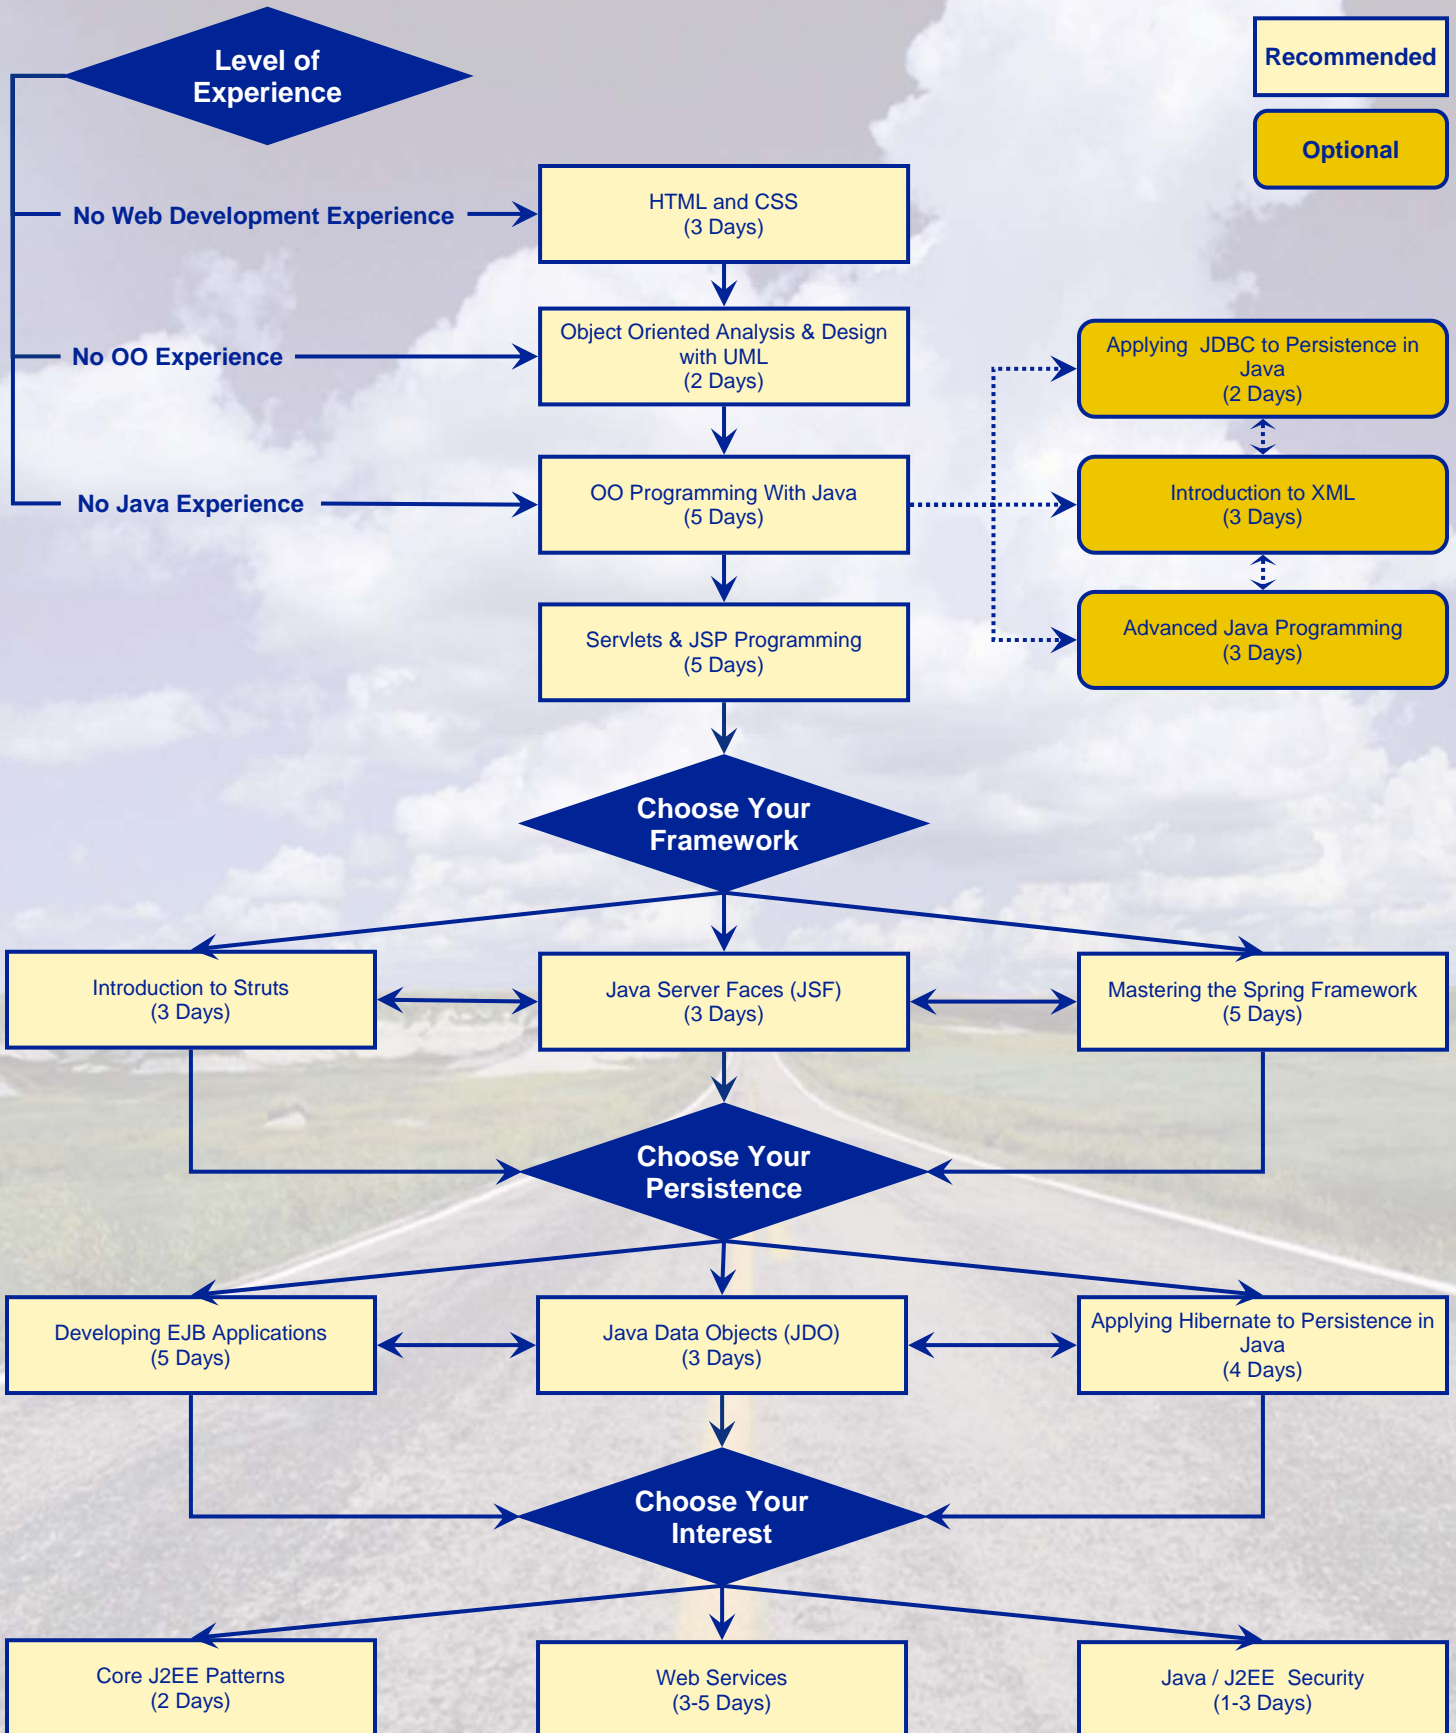 Level of
Experience
Recommended
Optional
No Web Development Experience
HTML and CSS
(3 Days)
No OO Experience
Object Oriented Analysis & Design
with UML
(2 Days)
Applying JDBC to Persistence in
Java
(2 Days)
No Java Experience
OO Programming With Java
(5 Days)
Introduction to XML
(3 Days)
Servlets & JSP Programming
(5 Days)
Advanced Java Programming
(3 Days)
Choose Your
Framework
Introduction to Struts
(3 Days)
Java Server Faces (JSF)
(3 Days)
Mastering the Spring Framework
(5 Days)
Choose Your
Persistence
Developing EJB Applications
(5 Days)
Java Data Objects (JDO)
(3 Days)
Applying Hibernate to Persistence in
Java
(4 Days)
Choose Your
Interest
Core J2EE Patterns
(2 Days)
Web Services
(3-5 Days)
Java / J2EE Security
(1-3 Days)